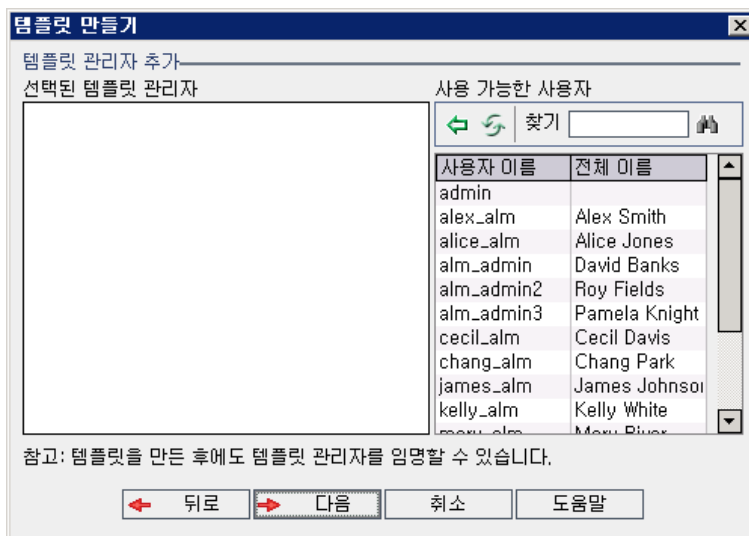 템플릿 만들기
템플릿 관리자 추가
선택된 템플릿 관리자
사용 가능한 사용자
찾기
사용자 이름 전체 이름
admin
alex_alm Alex Smith
alice_alm Alice Jones
alm_admin David Banks
alm_admin2 Roy Fields
alm_admin3 Pamela Knight
cecil_alm Cecil Davis
chang_alm Chang Park
james_alm James Johnson
kelly_alm Kelly White
참고: 템플릿을 만든 후에도 템플릿 관리자를 임명할 수 있습니다.
뒤로 다음 취소 도움말